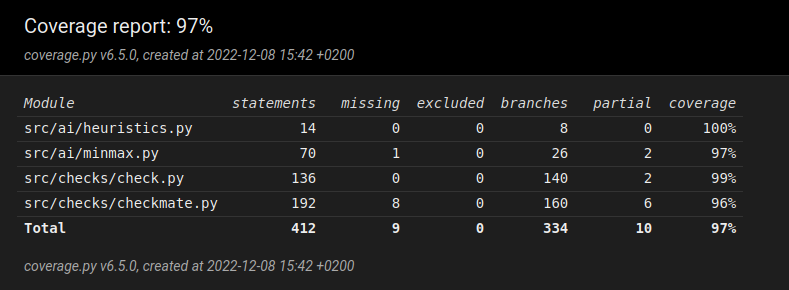 Coverage report: 97%
coverage.py v6.5.0, created at 2022-12-08 15:42 +0200
Module statements missing excluded branches partial coverage
src/ai/heuristics.py 14 0 0 8 0 100%
src/ai/minmax.py 70 1 0 26 2 97%
src/checks/check.py 136 0 0 140 2 99%
src/checks/checkmate.py 192 8 0 160 6 96%
Total 412 9 0 334 10 97%
coverage.py v6.5.0, created at 2022-12-08 15:42 +0200